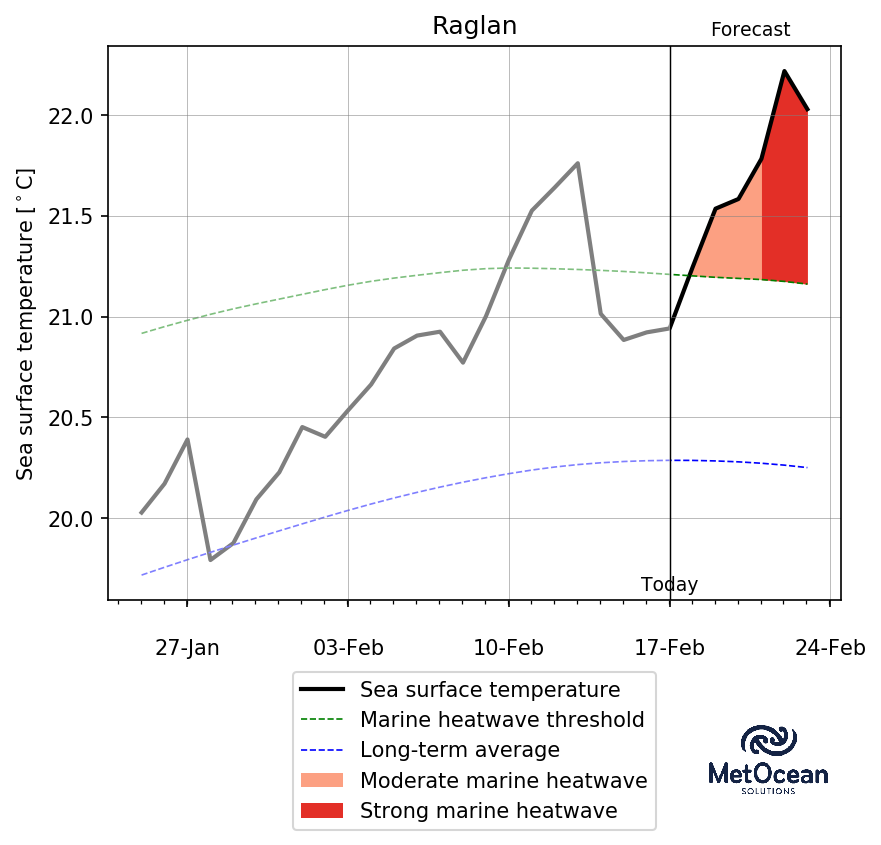 Raglan
Forecast
Sea surface temperature [°C]
22.0
21.5
21.0
20.5
20.0
Today
27-Jan 03-Feb 10-Feb 17-Feb 24-Feb
Sea surface temperature
Marine heatwave threshold
Long-term average
Moderate marine heatwave
Strong marine heatwave
MetOcean
SOLUTIONS